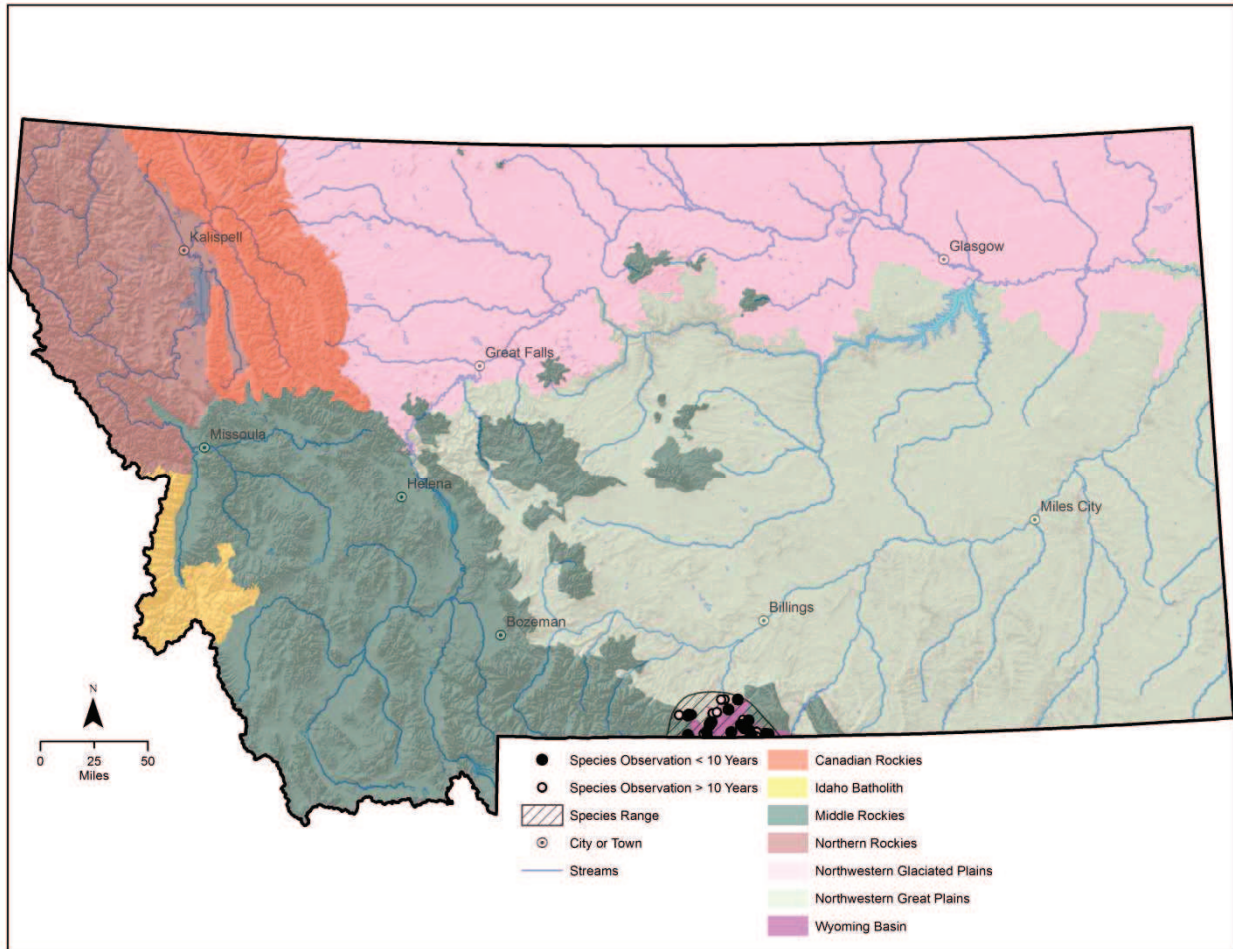 Kalispell
Glasgow
Great Falls
Missoula
Helena
Miles City
Billings
Bozeman
N
0 25 50
Miles
Species Observation < 10 Years
Species Observation > 10 Years
Species Range
City or Town
Streams
Canadian Rockies
Idaho Batholith
Middle Rockies
Northern Rockies
Northwestern Glaciated Plains
Northwestern Great Plains
Wyoming Basin